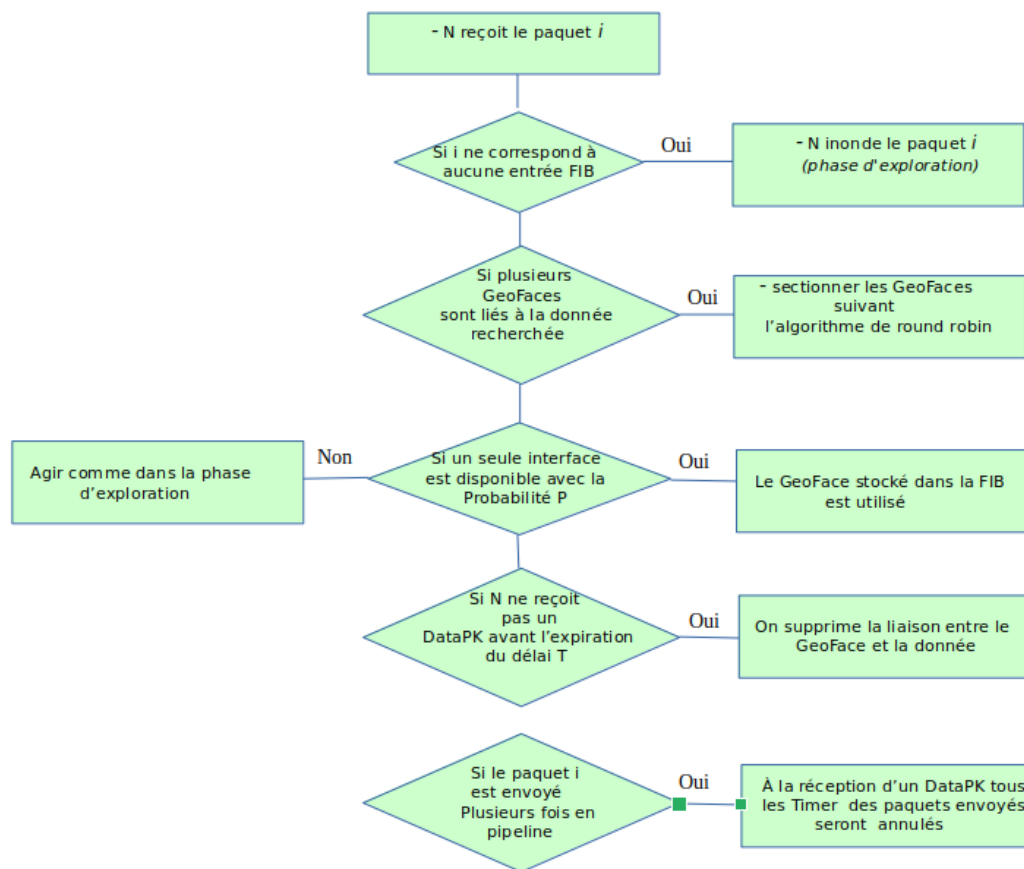 - N reçoit le paquet i
Si i ne correspond à
aucune entrée FIB
Oui
- N inonde le paquet i
(phase d'exploration)
Si plusieurs
GeoFaces
sont liés à la donnée
recherchée
Oui
- sectionner les GeoFaces
suivant
l’algorithme de round robin
Agir comme dans la phase
d’exploration
Non
Si un seule interface
est disponible avec la
Probabilité P
Oui
Le GeoFace stocké dans la FIB
est utilisé
Si N ne reçoit
pas un
DataPK avant l’expiration
du délai T
Oui
On supprime la liaison entre le
GeoFace et la donnée
Si le paquet i
est envoyé
Plusieurs fois en
pipeline
Oui
À la réception d’un DataPK tous
les Timer des paquets envoyés
seront annulés